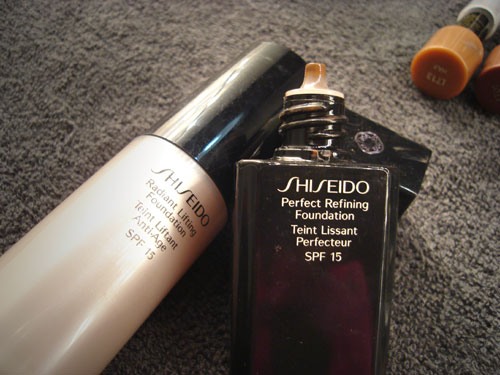 SHISEIDO
Radiant Lifting
Foundation
Teint Liftant
Anti-Age
SPF 15
SHISEIDO
Perfect Refining
Foundation
Teint Lissant
Perfecteur
SPF 15